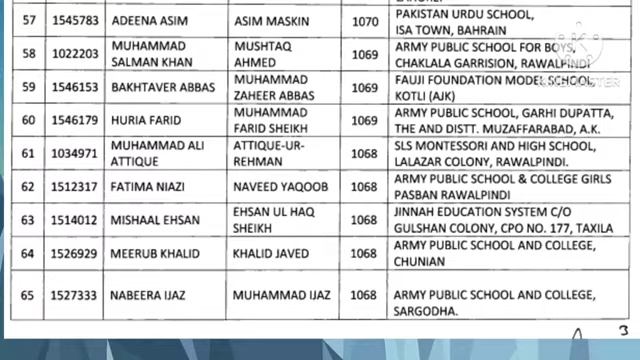 57 1545783 ADEENA ASIM ASIM MASKIN 1070 PAKISTAN URDU SCHOOL,
ISA TOWN, BAHRAIN
58 1022203 MUHAMMAD SALMAN KHAN MUSHTAQ AHMED 1069 ARMY PUBLIC SCHOOL FOR BOYS,
CHAKLALA GARRISION, RAWALPINDI
59 1546153 BAKHTAVER ABBAS MUHAMMAD ZAHEER ABBAS 1069 FAUJI FOUNDATION MODEL SCHOOL,
KOTLI (AJK)
60 1546179 HURIA FARID MUHAMMAD FARID SHEIKH 1069 ARMY PUBLIC SCHOOL, GARHI DUPATTA,
THE AND DISTT. MUZAFFARABAD, A.K.
61 1034971 MUHAMMAD ALI ATTIQUE ATTIQUE-UR-REHMAN 1068 SLS MONTESSORI AND HIGH SCHOOL,
LALAZAR COLONY, RAWALPINDI.
62 1512317 FATIMA NIAZI NAVEED YAQOOB 1068 ARMY PUBLIC SCHOOL & COLLEGE GIRLS
PASBAN RAWALPINDI
63 1514012 MISHAAL EHSAN EHSAN UL HAQ SHEIKH 1068 JINNAH EDUCATION SYSTEM C/O
GULSHAN COLONY, CPO NO. 177, TAXILA
64 1526929 MEERUB KHALID KHALID JAVED 1068 ARMY PUBLIC SCHOOL AND COLLEGE,
CHUNIAN
65 1527333 NABEERA IJAZ MUHAMMAD IJAZ 1068 ARMY PUBLIC SCHOOL AND COLLEGE,
SARGODHA.
3